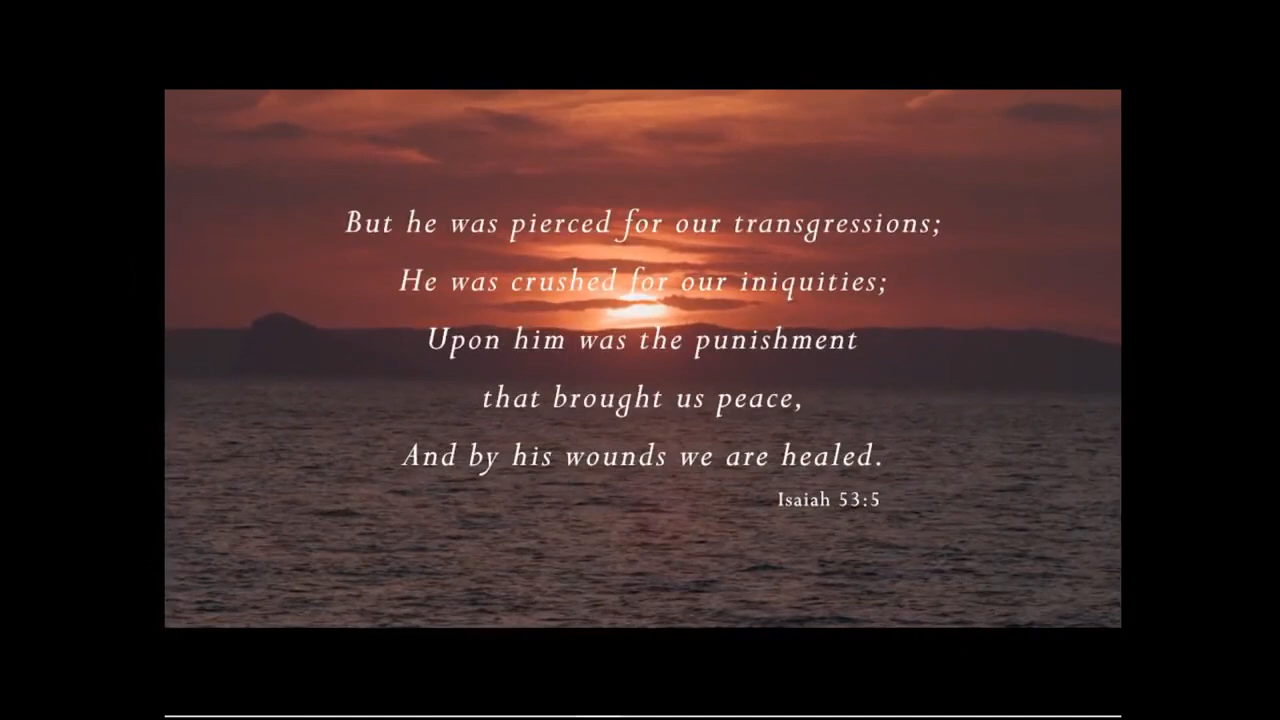 But he was pierced for our transgressions;
He was crushed for our iniquities;
Upon him was the punishment
that brought us peace,
And by his wounds we are healed.
Isaiah 53:5